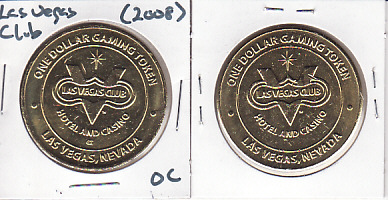 Las Vegas (2008)
Club
ONE DOLLAR GAMING TOKEN
LAS VEGAS CLUB
HOTEL AND CASINO
LAS VEGAS, NEVADA
OC
ONE DOLLAR GAMING TOKEN
LAS VEGAS CLUB
HOTEL AND CASINO
LAS VEGAS, NEVADA